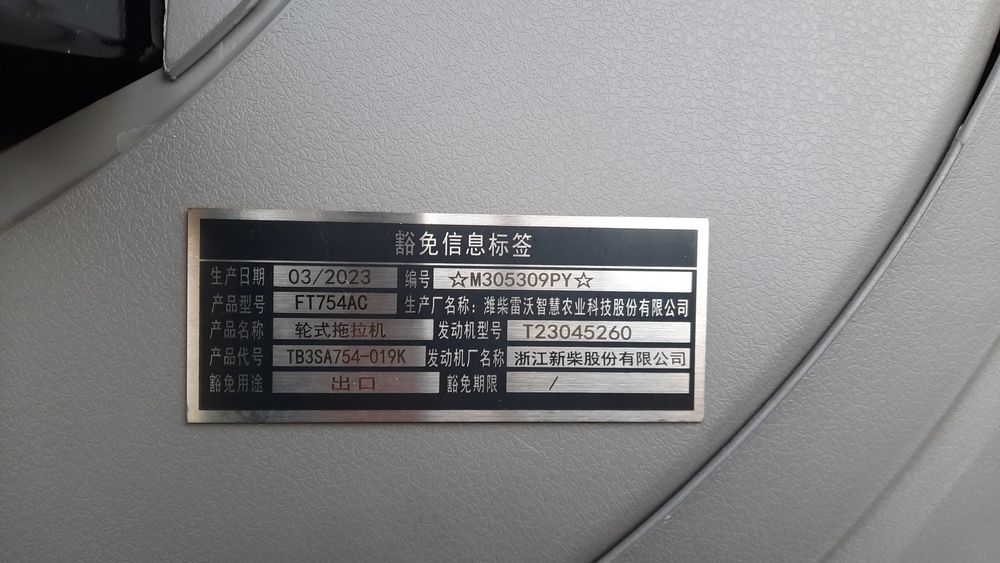 豁免信息标签
生产日期 03/2023 编号 ☆M305309PY☆
产品型号 FT754AC 生产厂名称：潍柴雷沃智慧农业科技股份有限公司
产品名称 轮式拖拉机 发动机型号 T23045260
产品代号 TB3SA754-019K 发动机厂名称 浙江新柴股份有限公司
豁免用途 出口 豁免期限 /